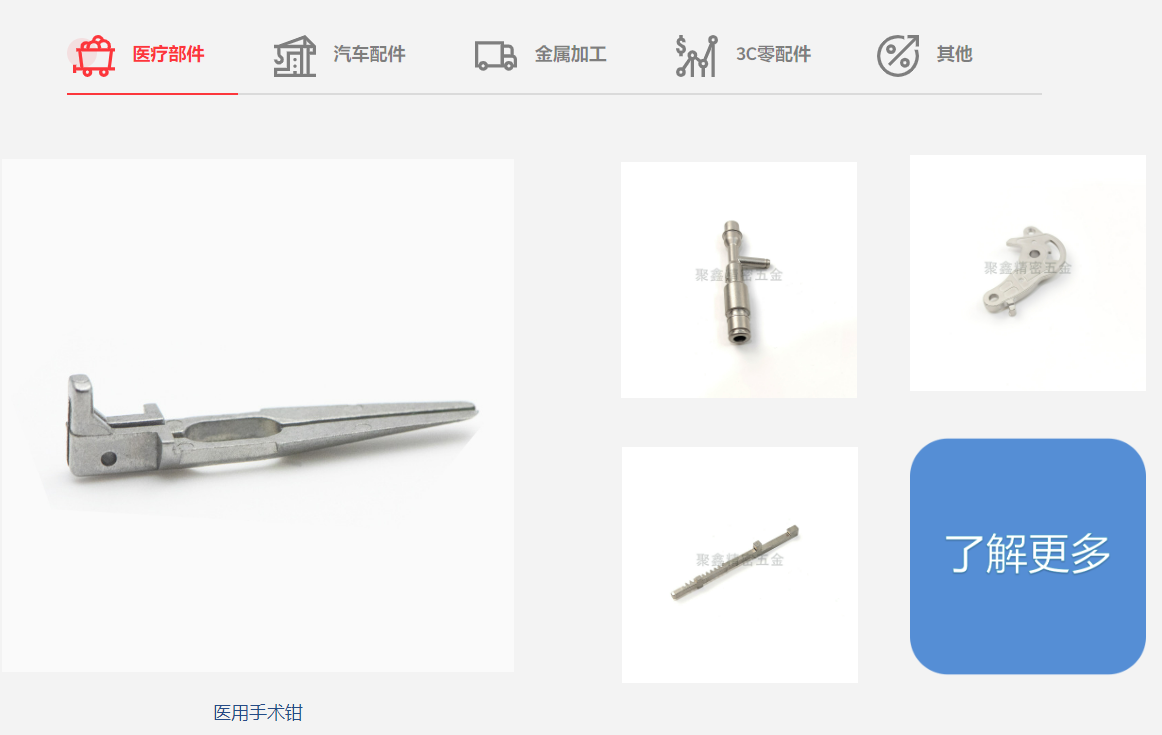 医疗部件
汽车配件
金属加工
3C零配件
其他
聚鑫精密五金
聚鑫精密五金
聚鑫精密五金
了解更多
医用手术钳